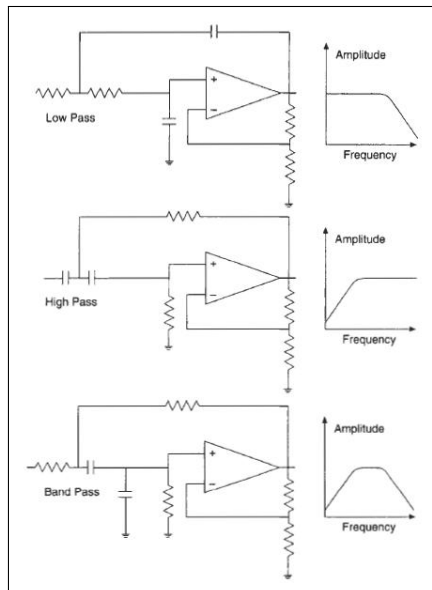 Amplitude
+
−
Low Pass
Frequency
Amplitude
+
−
High Pass
Frequency
Amplitude
+
−
Band Pass
Frequency